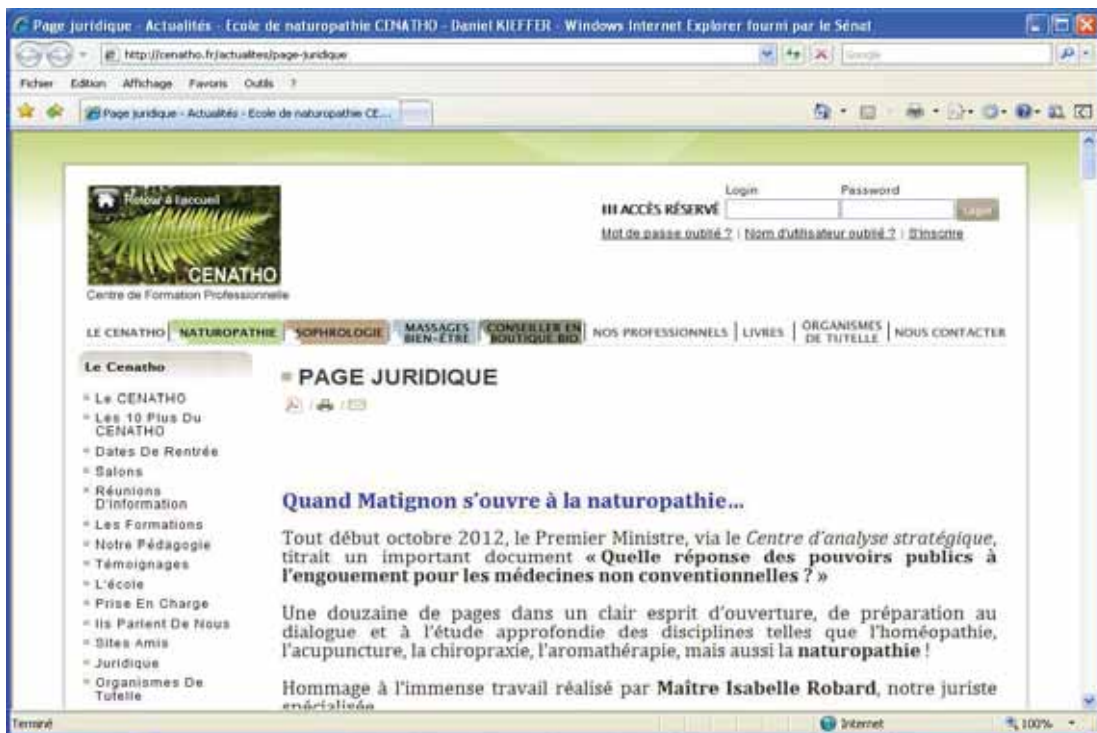 Page juridique - Actualités - Ecole de naturopathie CENATHO - Daniel KIEFFER - Windows Internet Explorer fourni par le Sénat
http://cenatho.fr/actualites/page-juridique
Google
Fichier Edition Affichage Favoris Outils ?
Page juridique - Actualités - Ecole de naturopathie CE...
Retour à l'accueil
CENATHO
Centre de Formation Professionnelle
Login Password
ACCÈS RÉSERVÉ Login
Mot de passe oublié ? | Nom d'utilisateur oublié ? | S'inscrire
LE CENATHO NATUROPATHIE SOPHROLOGIE MASSAGES BIEN-ÊTRE CONSEILLER EN BOUTIQUE BIO NOS PROFESSIONNELS LIVRES ORGANISMES DE TUTELLE NOUS CONTACTER
Le Cenatho
Le CENATHO
Les 10 Plus Du
CENATHO
Dates De Rentrée
Salons
Réunions
D'information
Les Formations
Notre Pédagogie
Témoignages
L'école
Prise En Charge
Ils Parlent De Nous
Sites Amis
Juridique
Organismes De
Tutelle
PAGE JURIDIQUE
Quand Matignon s'ouvre à la naturopathie...
Tout début octobre 2012, le Premier Ministre, via le Centre d'analyse stratégique,
titrait un important document « Quelle réponse des pouvoirs publics à
l'engouement pour les médecines non conventionnelles ? »
Une douzaine de pages dans un clair esprit d'ouverture, de préparation au
dialogue et à l'étude approfondie des disciplines telles que l'homéopathie,
l'acupuncture, la chiropraxie, l'aromathérapie, mais aussi la naturopathie !
Hommage à l'immense travail réalisé par Maître Isabelle Robard, notre juriste
spécialisée
Terminé Internet 100%